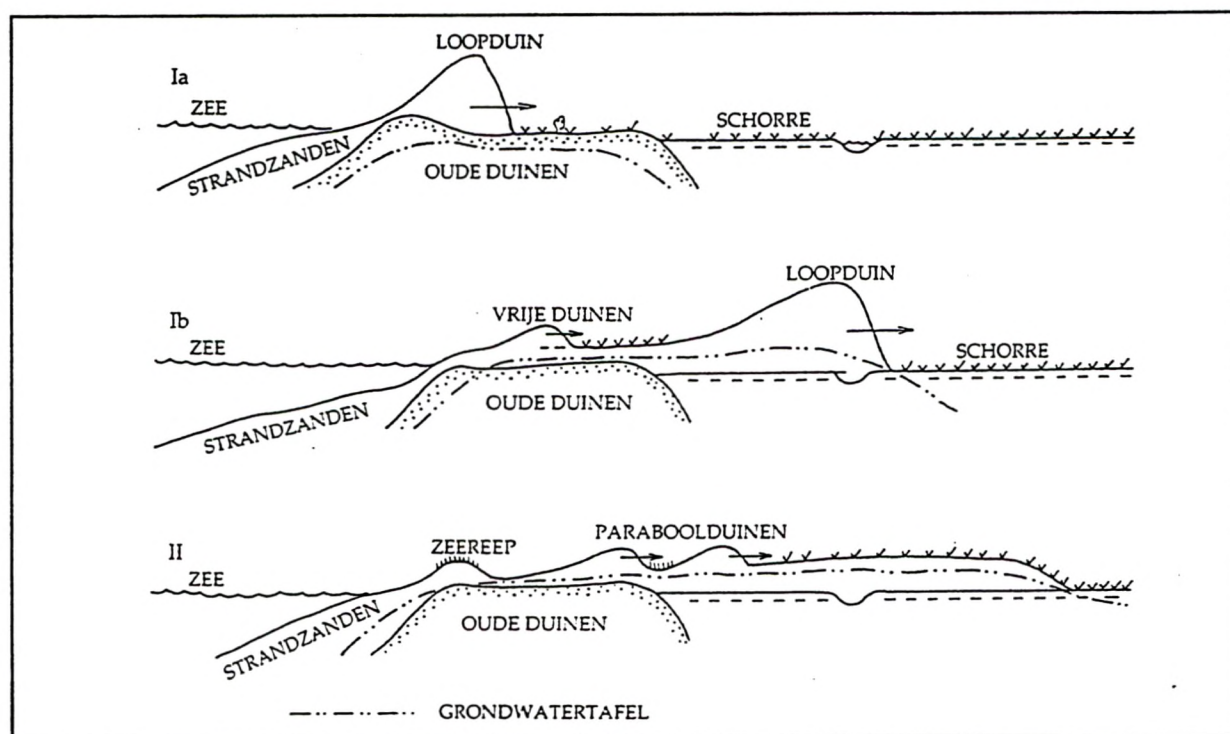 LOOPDUIN
Ia
ZEE
SCHORRE
STRANDZANDEN
OUDE DUINEN
LOOPDUIN
VRIJE DUINEN
Ib
ZEE
SCHORRE
OUDE DUINEN
STRANDZANDEN
PARABOOLDUINEN
ZEEREEP
II
ZEE
OUDE DUINEN
STRANDZANDEN
GRONDWATERTAFEL